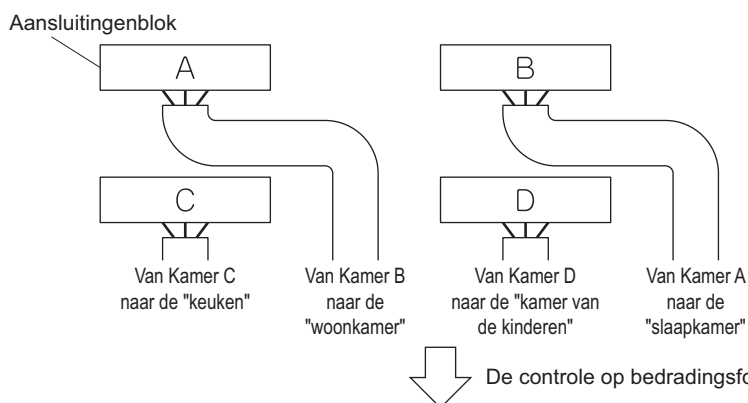 Aansluitingenblok
A
B
C
D
Van Kamer C
naar de "keuken"
Van Kamer B
naar de
"woonkamer"
Van Kamer D
naar de "kamer van
de kinderen"
Van Kamer A
naar de
"slaapkamer"
De controle op